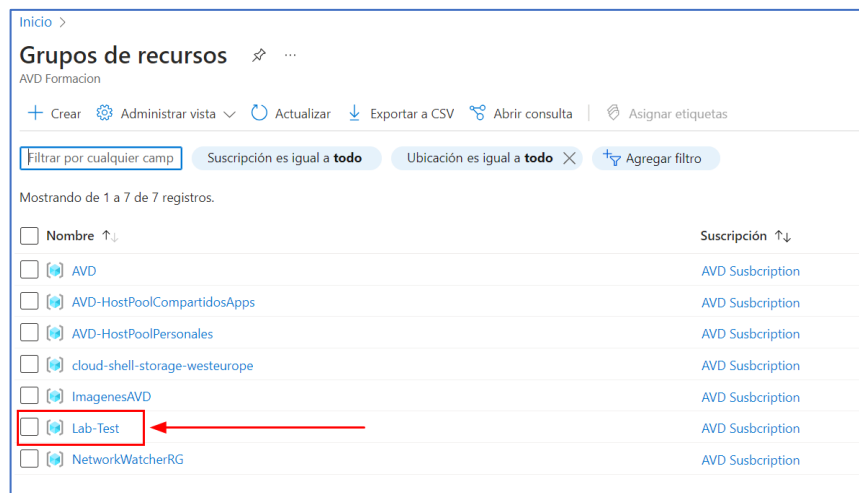 Inicio >
Grupos de recursos ...
AVD Formacion
Crear Administrar vista Actualizar Exportar a CSV Abrir consulta Asignar etiquetas
Filtrar por cualquier camp Suscripción es igual a todo Ubicación es igual a todo Agregar filtro
Mostrando de 1 a 7 de 7 registros.
Nombre Suscripción
AVD AVD Susbcription
AVD-HostPoolCompartidosApps AVD Susbcription
AVD-HostPoolPersonales AVD Susbcription
cloud-shell-storage-westeurope AVD Susbcription
ImagenesAVD AVD Susbcription
Lab-Test AVD Susbcription
NetworkWatcherRG AVD Susbcription